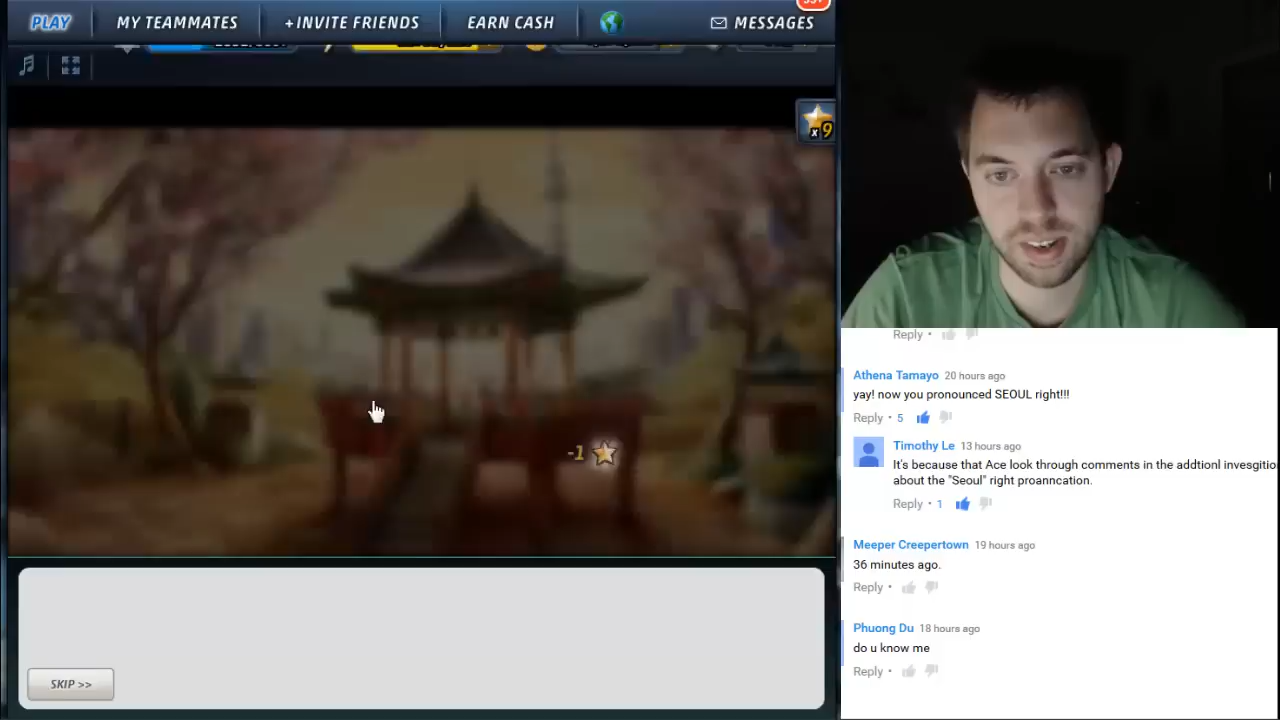 PLAY
MY TEAMMATES
+INVITE FRIENDS
EARN CASH
MESSAGES
x9
-1
SKIP >>
Reply •
Athena Tamayo 20 hours ago
yay! now you pronounced SEOUL right!!!
Reply • 5
Timothy Le 13 hours ago
It's because that Ace look through comments in the addtionl invesgitio
about the "Seoul" right proanncation.
Reply • 1
Meeper Creepertown 19 hours ago
36 minutes ago.
Reply •
Phuong Du 18 hours ago
do u know me
Reply •